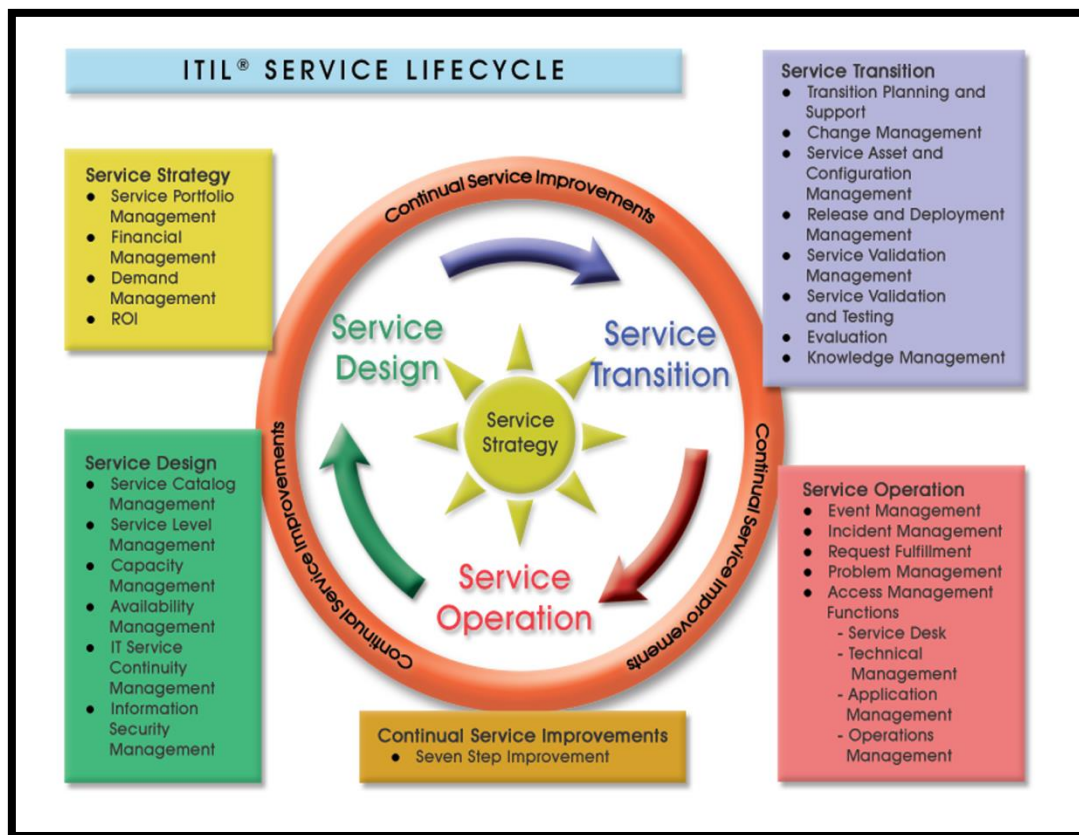 ITIL® SERVICE LIFECYCLE
Service Strategy
● Service Portfolio
Management
● Financial
Management
● Demand
Management
● ROI
Service Design
● Service Catalog
Management
● Service Level
Management
● Capacity
Management
● Availability
Management
● IT Service
Continuity
Management
● Information
Security
Management
Continual Service Improvements
Service
Design
Service
Transition
Service
Strategy
Service
Operation
Continual Service Improvements
Continual Service Improvements
Continual Service Improvements
● Seven Step Improvement
Service Transition
● Transition Planning and
Support
● Change Management
● Service Asset and
Configuration
Management
● Release and Deployment
Management
● Service Validation
Management
● Service Validation
and Testing
● Evaluation
● Knowledge Management
Service Operation
● Event Management
● Incident Management
● Request Fulfillment
● Problem Management
● Access Management
Functions
- Service Desk
- Technical
Management
- Application
Management
- Operations
Management